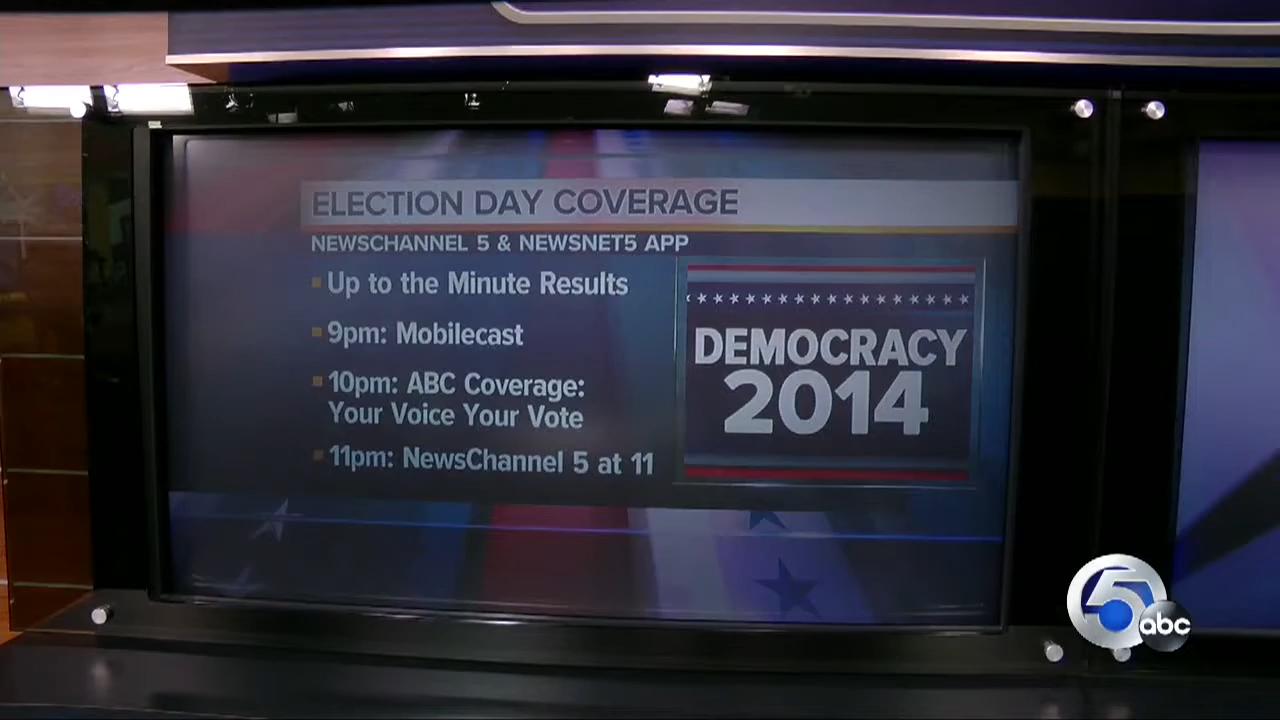 ELECTION DAY COVERAGE
NEWSCHANNEL 5 & NEWSNET5 APP
Up to the Minute Results
9pm: Mobilecast
10pm: ABC Coverage:
Your Voice Your Vote
11pm: NewsChannel 5 at 11
DEMOCRACY
2014
5
abc